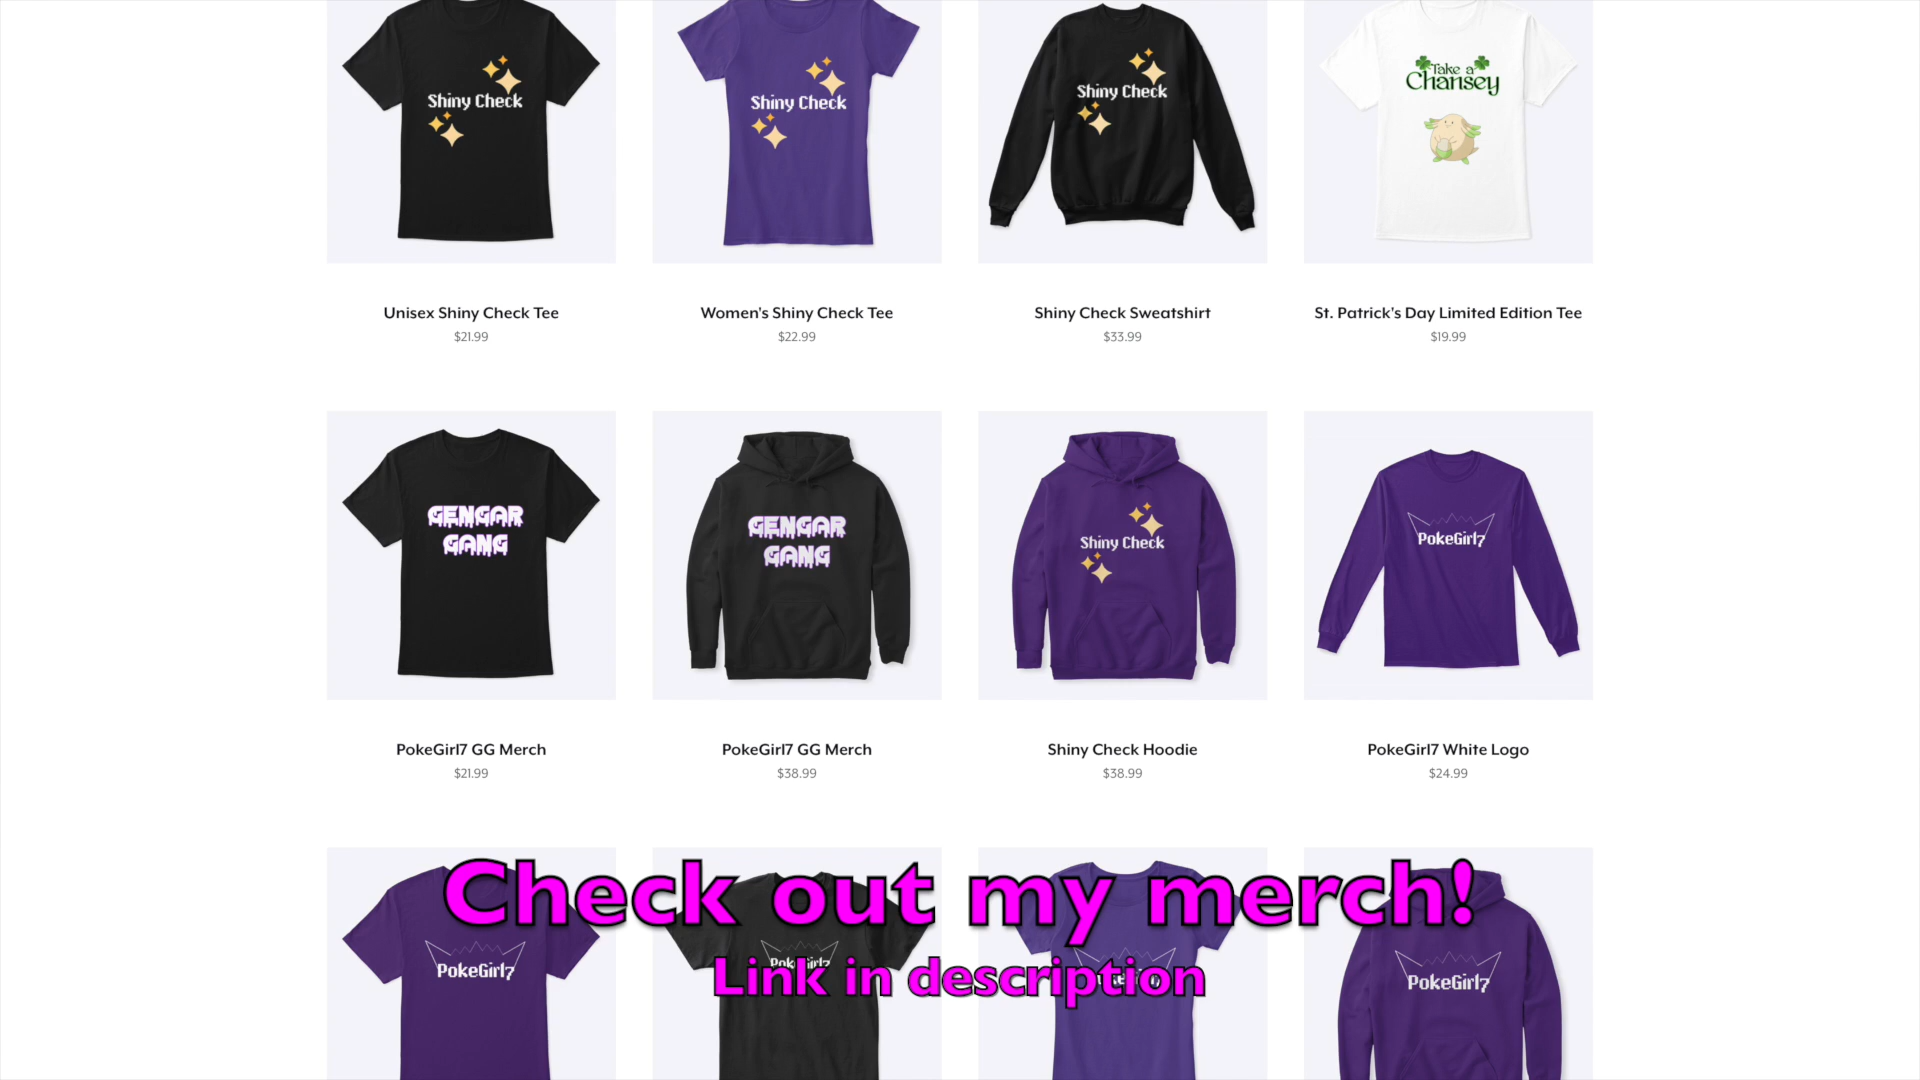 Shiny Check
Shiny Check
Shiny Check
Take a
Chansey
Unisex Shiny Check Tee
$21.99
Women's Shiny Check Tee
$22.99
Shiny Check Sweatshirt
$33.99
St. Patrick's Day Limited Edition Tee
$19.99
GENGAR
GANG
GENGAR
GANG
Shiny Check
PokeGirl7
PokeGirl7 GG Merch
$21.99
PokeGirl7 GG Merch
$38.99
Shiny Check Hoodie
$38.99
PokeGirl7 White Logo
$24.99
Check out my merch!
PokeGirl7
PokeGirl7
PokeGirl7
Link in description